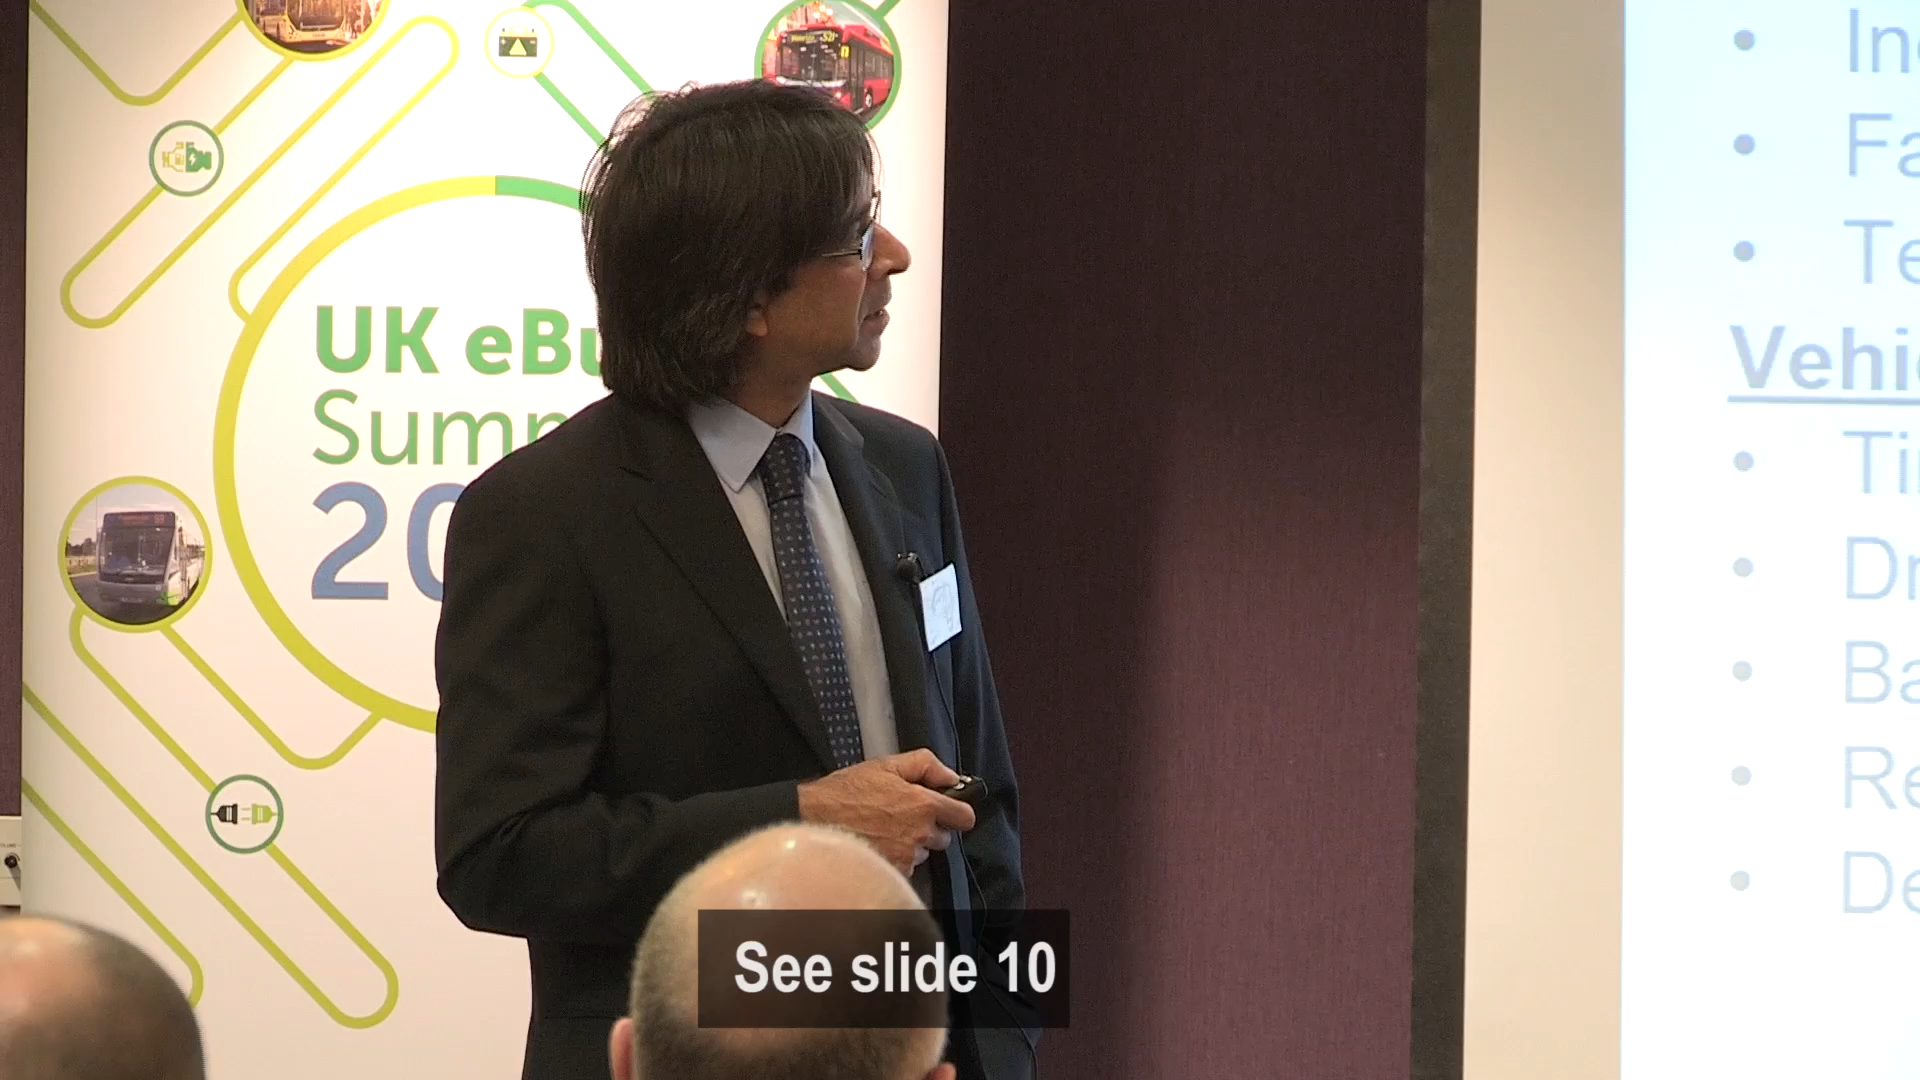 UK eBu
Summ
20
In
Fa
Te
Vehi
Ti
Dr
Ba
Re
De
See slide 10